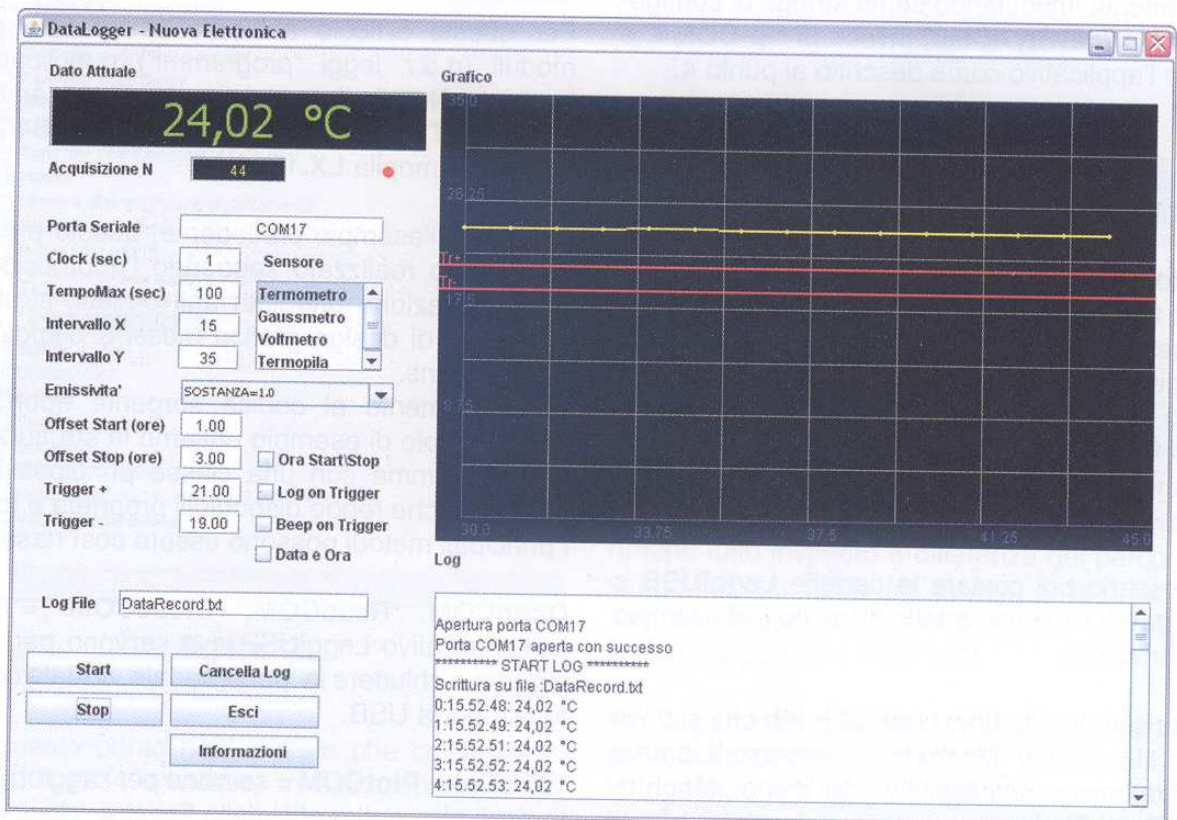 DataLogger - Nuova Elettronica
Dato Attuale
24,02 °C
Acquisizione N
44
Porta Seriale
COM17
Clock (sec)
1
Sensore
TempoMax (sec)
100
Termometro
Gaussmetro
Voltmetro
Termopila
Intervallo X
15
Intervallo Y
35
Emissivita'
SOSTANZA=1.0
Offset Start (ore)
1.00
Offset Stop (ore)
3.00
Ora Start\Stop
Trigger +
21.00
Log on Trigger
Trigger -
19.00
Beep on Trigger
Data e Ora
Log File
DataRecord.txt
Start
Cancella Log
Stop
Esci
Informazioni
Grafico
35.0
26.25
Tr+
Tr-
17.5
8.75
30.0
33.75
37.5
41.25
45.0
Log
Apertura porta COM17
Porta COM17 aperta con successo
********** START LOG **********
Scrittura su file :DataRecord.txt
0:15.52.48: 24,02 °C
1:15.52.49: 24,02 °C
2:15.52.51: 24,02 °C
3:15.52.52: 24,02 °C
4:15.52.53: 24,02 °C